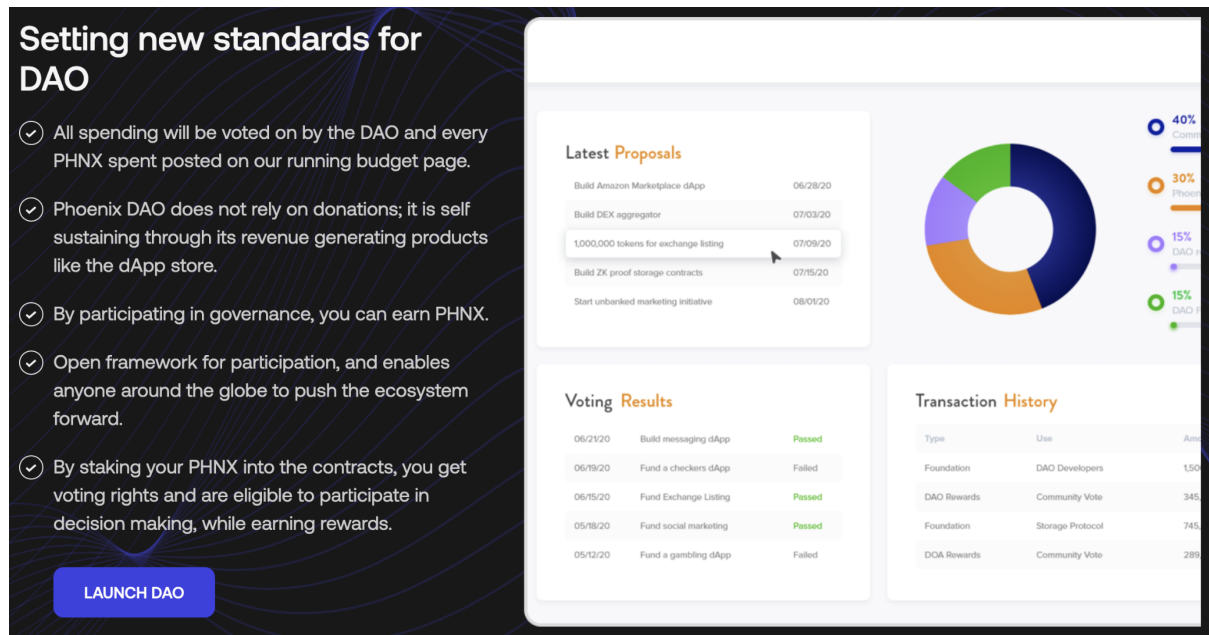 Setting new standards for
DAO
All spending will be voted on by the DAO and every
PHNX spent posted on our running budget page.
Phoenix DAO does not rely on donations; it is self
sustaining through its revenue generating products
like the dApp store.
By participating in governance, you can earn PHNX.
Open framework for participation, and enables
anyone around the globe to push the ecosystem
forward.
By staking your PHNX into the contracts, you get
voting rights and are eligible to participate in
decision making, while earning rewards.
LAUNCH DAO
Latest Proposals
Build Amazon Marketplace dApp 06/28/20
Build DEX aggregator 07/03/20
1,000,000 tokens for exchange listing 07/09/20
Build ZK proof storage contracts 07/15/20
Start unbanked marketing initiative 08/01/20
40%
30%
15%
DAO
15%
DAO
Voting Results
06/21/20 Build messaging dApp Passed
06/19/20 Fund a checkers dApp Failed
06/15/20 Fund Exchange Listing Passed
05/18/20 Fund social marketing Passed
05/12/20 Fund a gambling dApp Failed
Transaction History
Type Use
Foundation DAO Developers
DAO Rewards Community Vote
Foundation Storage Protocol
DOA Rewards Community Vote